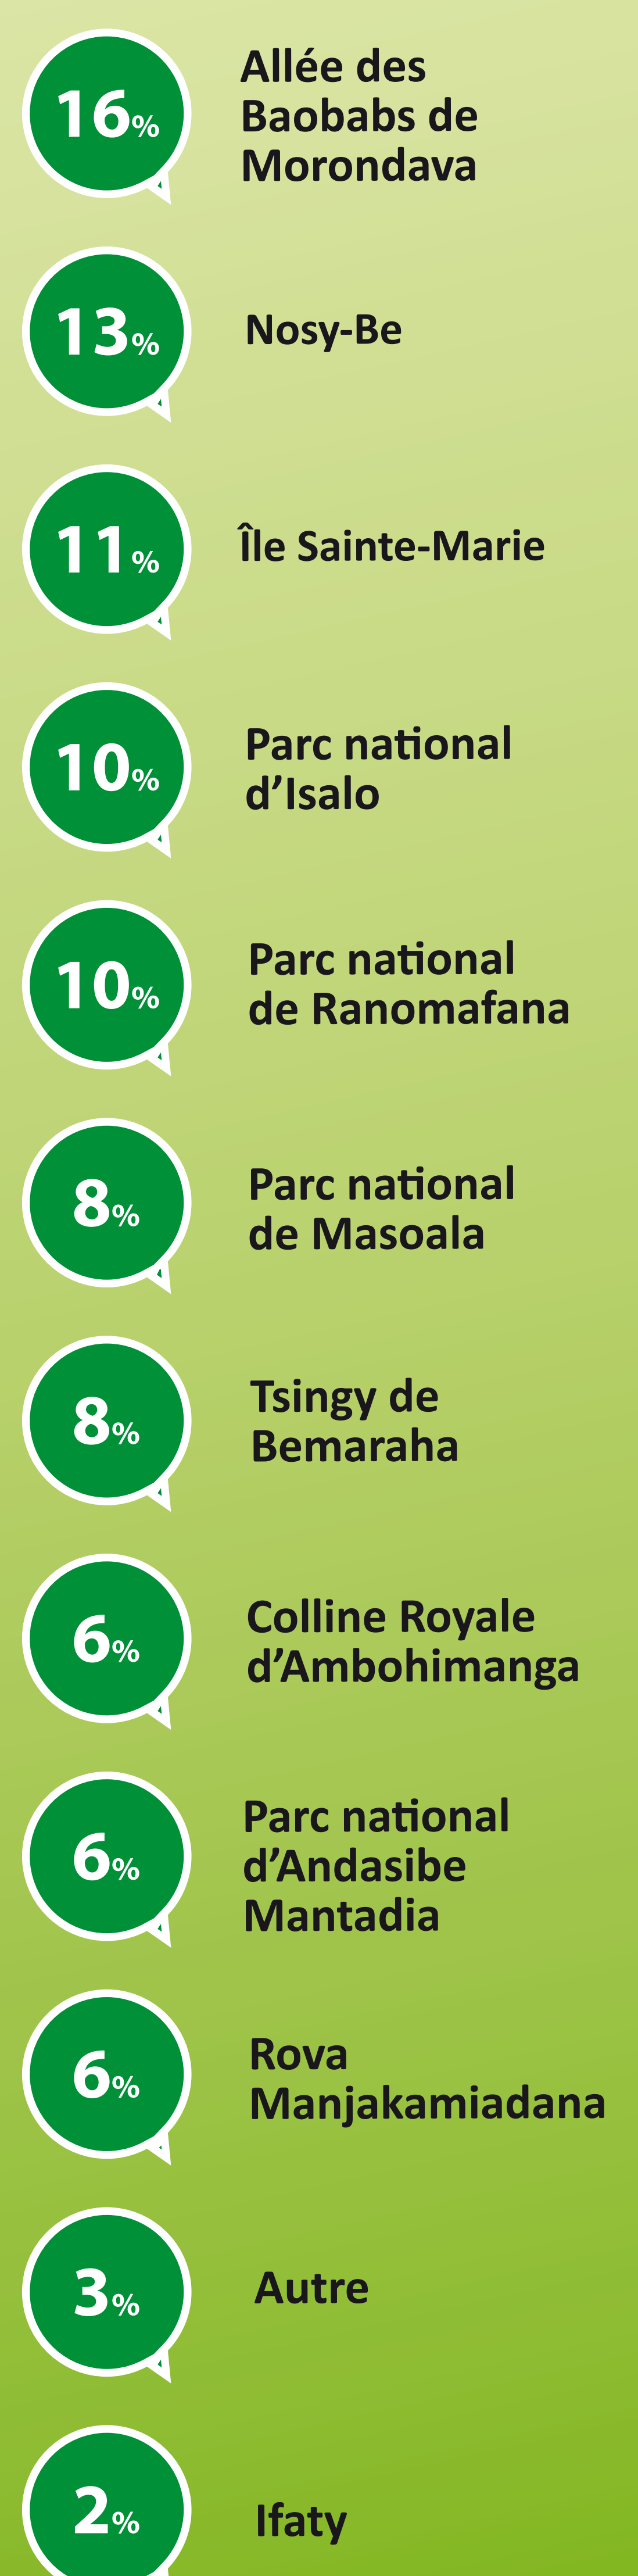 16%
Allée des
Baobabs de
Morondava
13%
Nosy-Be
11%
Île Sainte-Marie
10%
Parc national
d’Isalo
10%
Parc national
de Ranomafana
8%
Parc national
de Masoala
8%
Tsingy de
Bemaraha
6%
Colline Royale
d’Ambohimanga
6%
Parc national
d’Andasibe
Mantadia
6%
Rova
Manjakamiadana
3%
Autre
2%
Ifaty